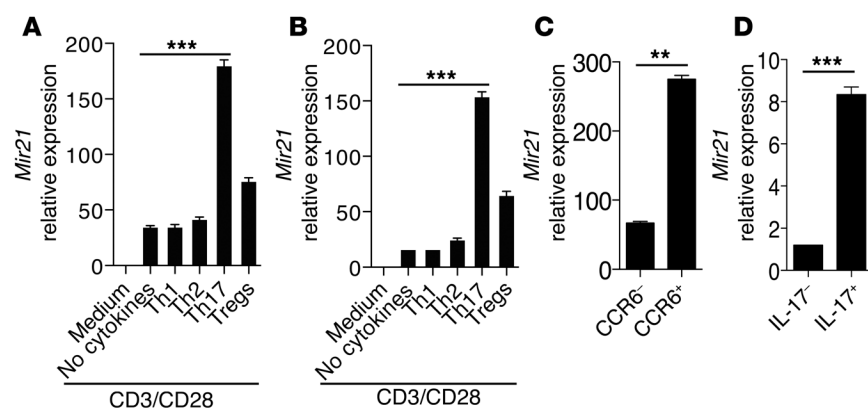 A
Mir21
relative expression
200
150
100
50
0
***
Medium
No cytokines
Th1
Th2
Th17
Tregs
CD3/CD28
B
Mir21
relative expression
200
150
100
50
0
***
Medium
No cytokines
Th1
Th2
Th17
Tregs
CD3/CD28
C
Mir21
relative expression
300
200
100
0
**
CCR6⁻
CCR6⁺
D
Mir21
relative expression
10
8
6
4
2
0
***
IL-17⁻
IL-17⁺